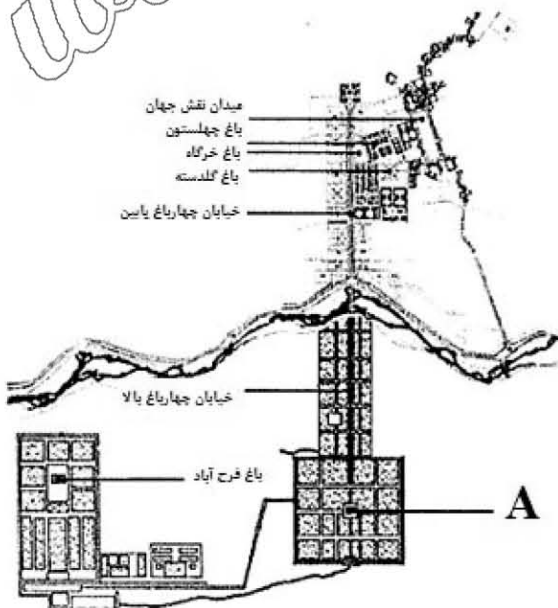 میدان نقش جهان
باغ چهلستون
باغ خرگاه
باغ گلدسته
خیابان چهارباغ پایین
خیابان چهارباغ بالا
باغ فرح آباد
A